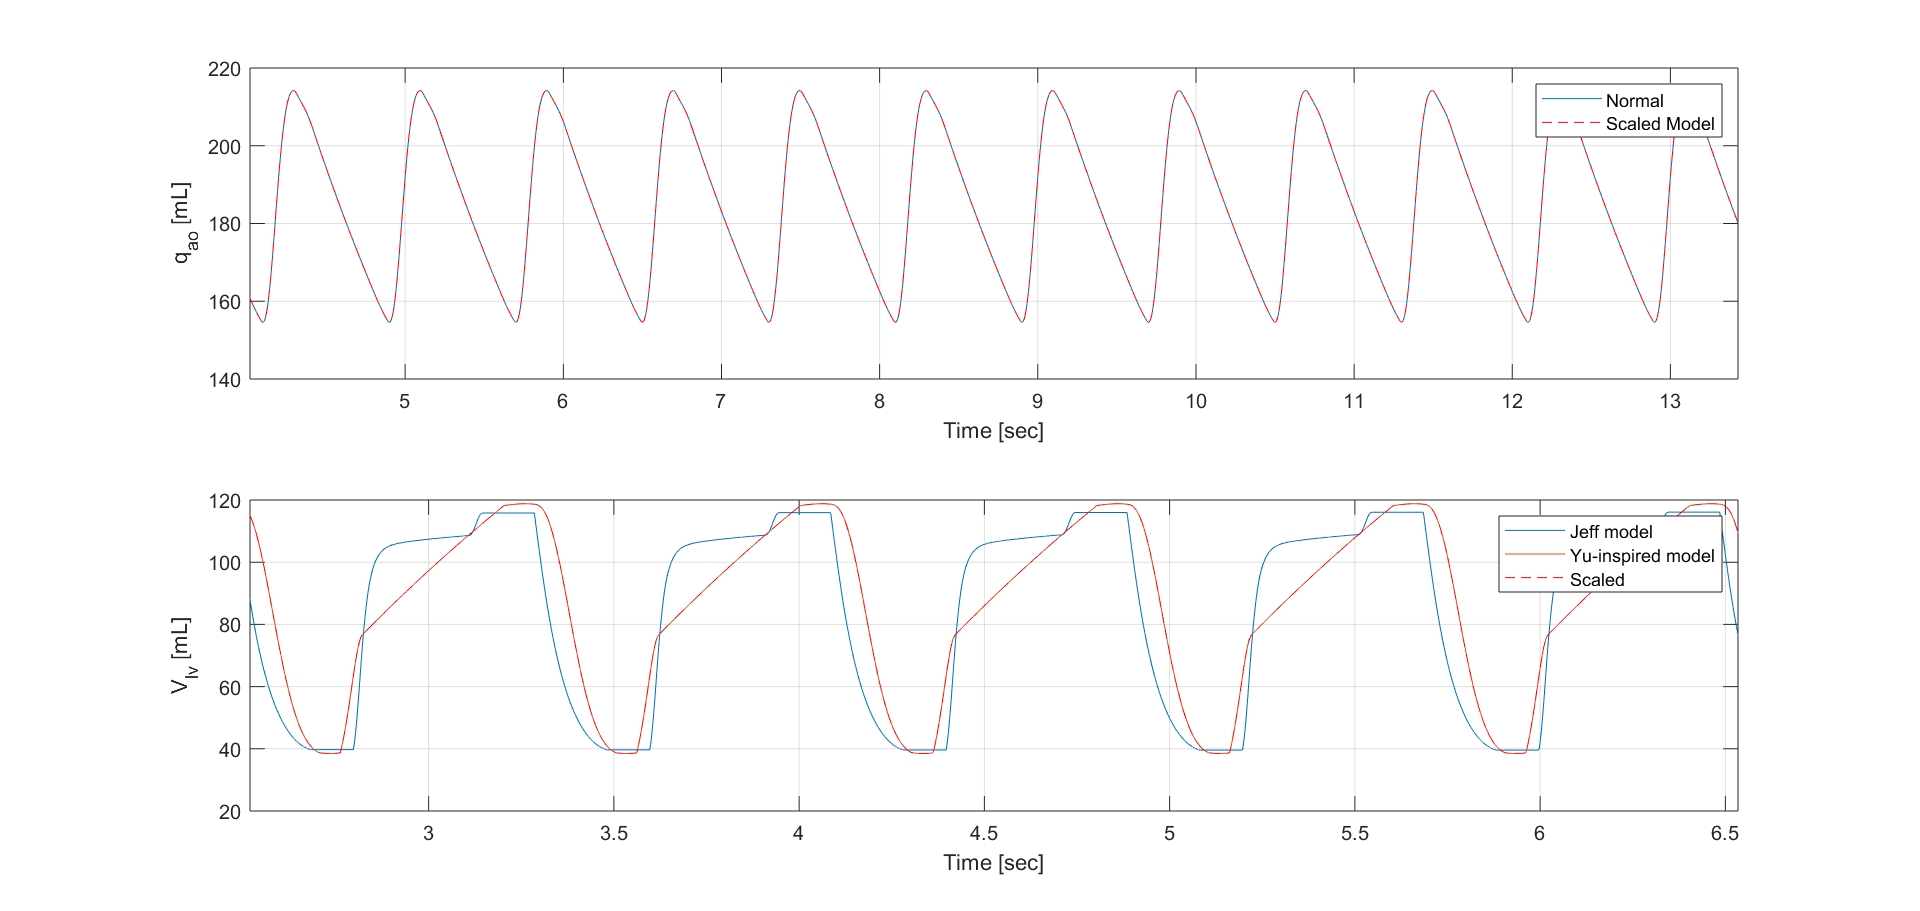 220
200
180
160
140
q_ao [mL]
Normal
Scaled Model
5 6 7 8 9 10 11 12 13
Time [sec]
120
100
80
60
40
20
V_lv [mL]
Jeff model
Yu-inspired model
Scaled
3 3.5 4 4.5 5 5.5 6 6.5
Time [sec]